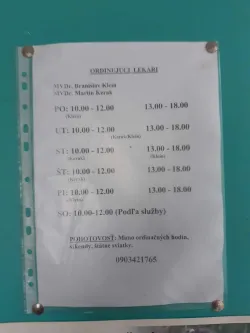 ORDINUJÚCI LEKÁRI
MVDr. Branislav Klein
MVDr. Martin
PO: 10.00 - 12.00 13.00 - 18.00
UT: 10.00 - 12.00 13.00 - 18.00
ST: 10.00 - 12.00 13.00 - 18.00
ŠT: 10.00 - 12.00 13.00 - 18.00
PI: 10.00 - 12.00 13.00 - 18.00
SO: 10.00-12.00 (Podľa služby)
POHOTOVOSŤ: Mimo ordinačných hodín,
víkendy, štátne sviatky.
0903421765